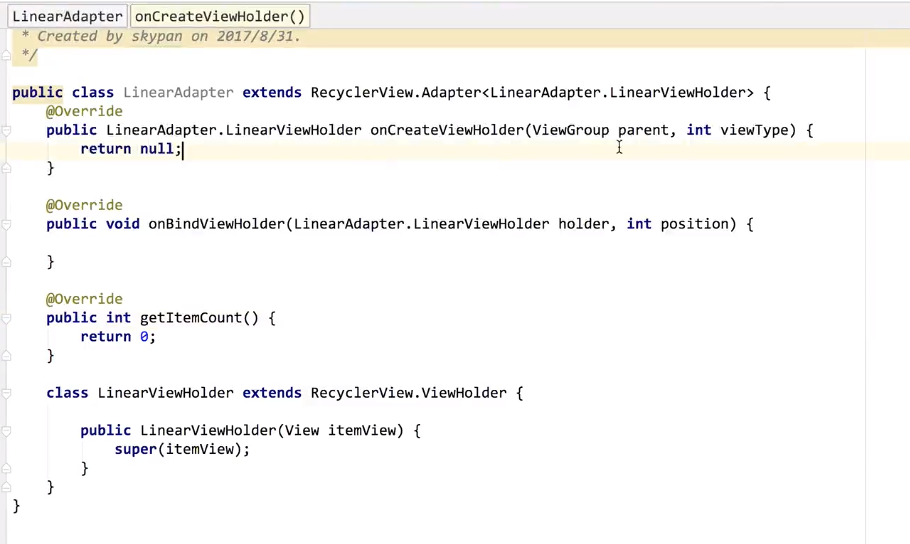 LinearAdapter onCreateViewHolder()
* Created by skypan on 2017/8/31.
*/
public class LinearAdapter extends RecyclerView.Adapter<LinearAdapter.LinearViewHolder> {
@Override
public LinearAdapter.LinearViewHolder onCreateViewHolder(ViewGroup parent, int viewType) {
return null;
}
@Override
public void onBindViewHolder(LinearAdapter.LinearViewHolder holder, int position) {
}
@Override
public int getItemCount() {
return 0;
}
class LinearViewHolder extends RecyclerView.ViewHolder {
public LinearViewHolder(View itemView) {
super(itemView);
}
}
}